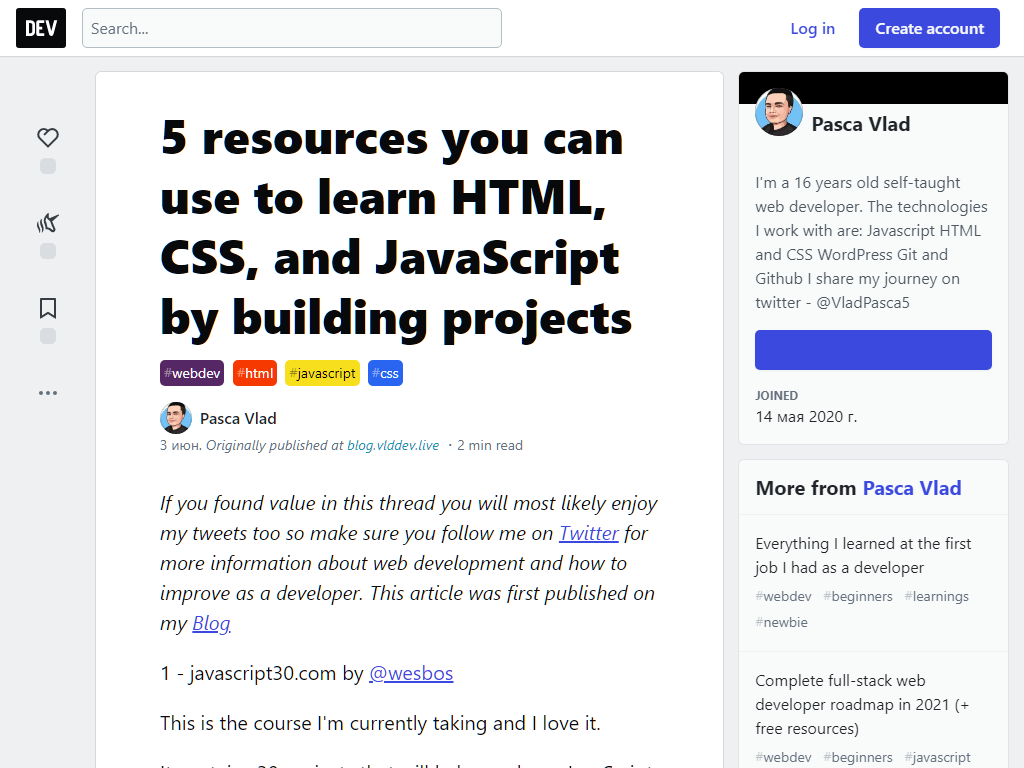 DEV
Search...
Log in
Create account
5 resources you can
use to learn HTML,
CSS, and JavaScript
by building projects
#webdev #html #javascript #css
Pasca Vlad
3 июн. Originally published at blog.vlddev.live ・2 min read
If you found value in this thread you will most likely enjoy
my tweets too so make sure you follow me on Twitter for
more information about web development and how to
improve as a developer. This article was first published on
my Blog
1 - javascript30.com by @wesbos
This is the course I'm currently taking and I love it.
Pasca Vlad
I'm a 16 years old self-taught
web developer. The technologies
I work with are: Javascript HTML
and CSS WordPress Git and
Github I share my journey on
twitter - @VladPasca5
JOINED
14 мая 2020 г.
More from Pasca Vlad
Everything I learned at the first
job I had as a developer
#webdev #beginners #learnings
#newbie
Complete full-stack web
developer roadmap in 2021 (+
free resources)
#webdev #beginners #javascript